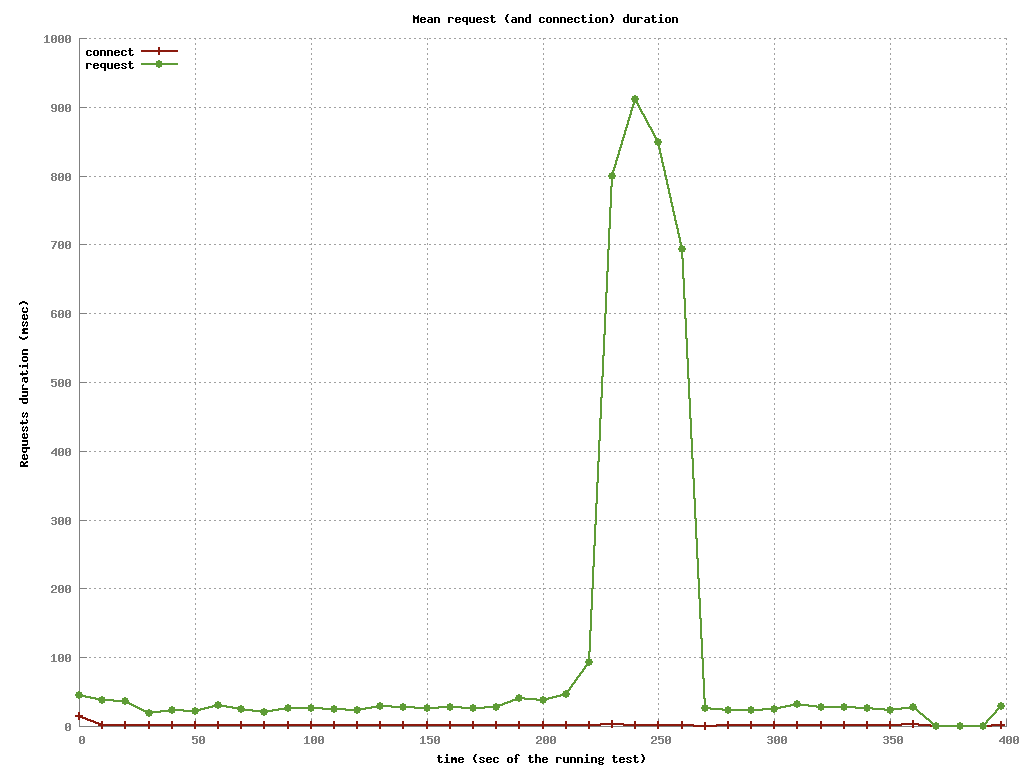 Mean request (and connection) duration
connect
request
1000
900
800
700
600
500
400
300
200
100
0
Requests duration (msec)
0 50 100 150 200 250 300 350 400
time (sec of the running test)